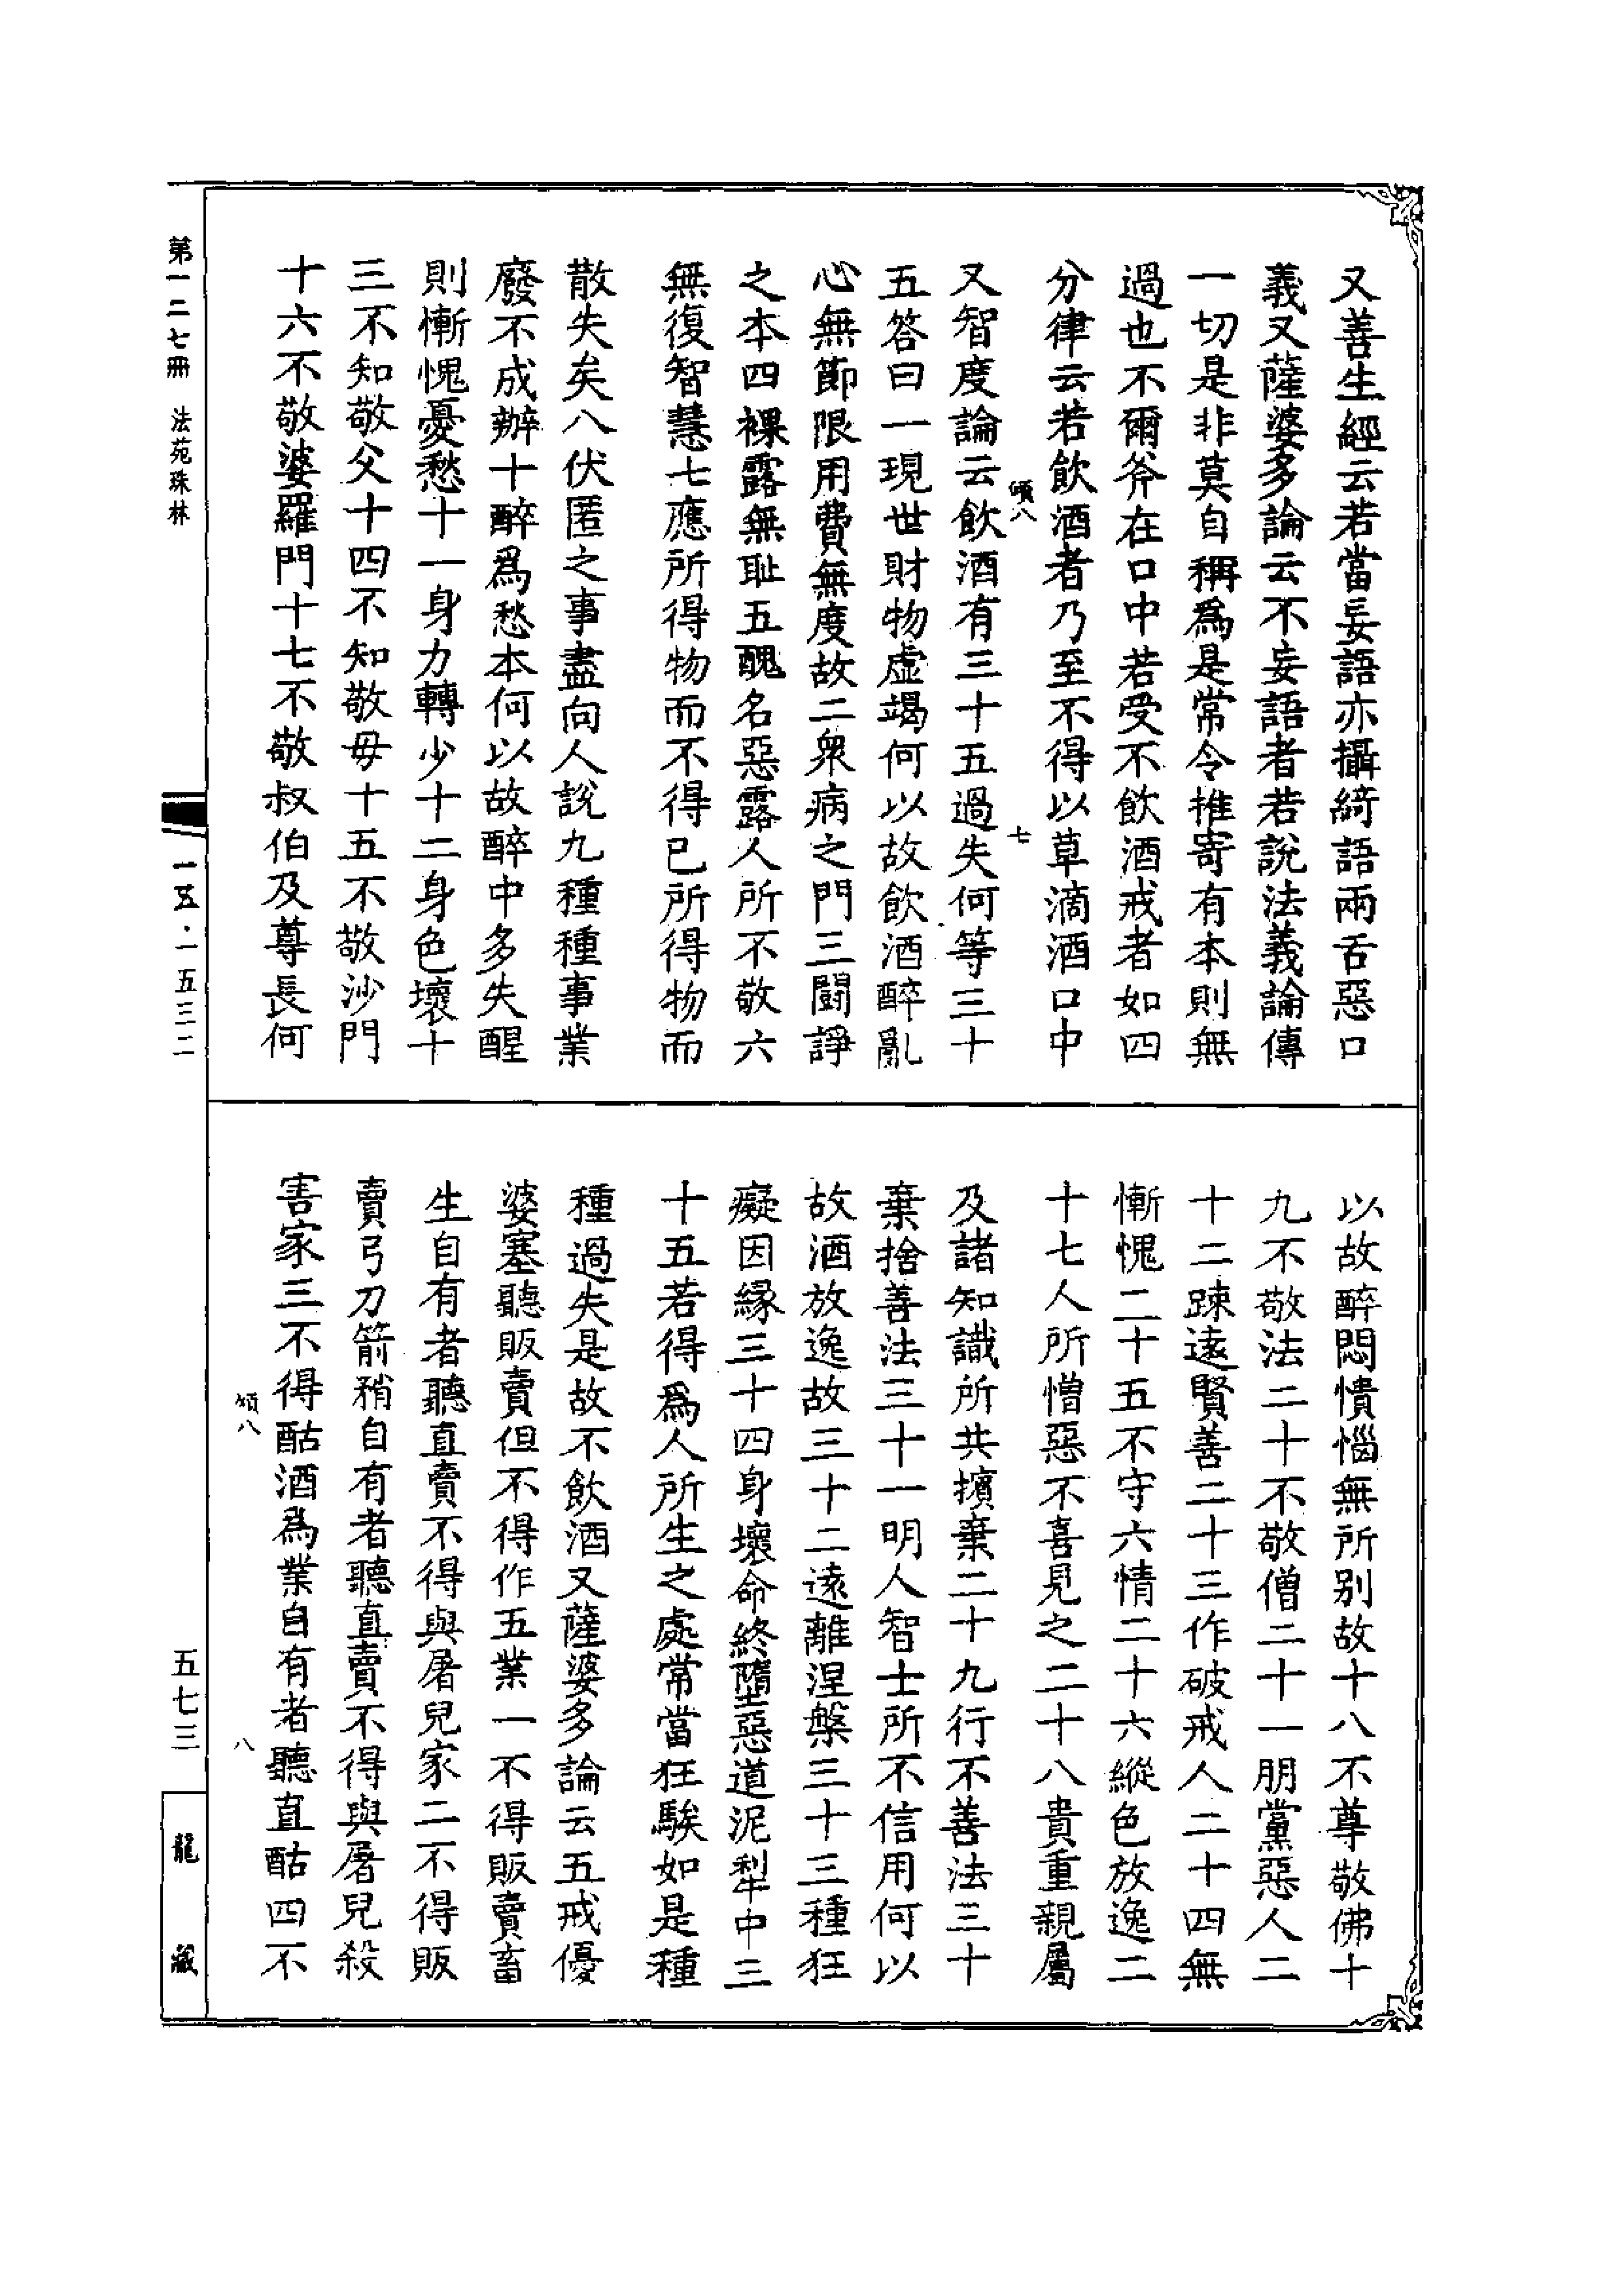 又善生經云若當妄語亦攝綺語兩舌惡口
義又薩婆多論云不妄語者若說法義論傳
一切是非莫自稱為是常令推寄有本則無
過也不爾斧在口中若受不飲酒戒者如四
分律云若飲酒者乃至不得以草滴酒口中
頌八
七
又智度論云飲酒有三十五過失何等三十
五答曰一現世財物虛竭何以故飲酒醉亂
心無節限用費無度故二衆病之門三鬪諍
之本四裸露無恥五醜名惡露人所不敬六
無復智慧七應所得物而不得已所得物而
散失矣八伏匿之事盡向人說九種種事業
廢不成辦十醉為愁本何以故醉中多失醒
則慚愧憂愁十一身力轉少十二身色壞十
三不知敬父十四不知敬母十五不敬沙門
十六不敬婆羅門十七不敬叔伯及尊長何
以故醉悶憒惱無所別故十八不尊敬佛十
九不敬法二十不敬僧二十一朋黨惡人二
十二踈遠賢善二十三作破戒人二十四無
慚愧二十五不守六情二十六縱色放逸二
十七人所憎惡不喜見之二十八貴重親屬
及諸知識所共擯棄二十九行不善法三十
棄捨善法三十一明人智士所不信用何以
故酒放逸故三十二遠離涅槃三十三種狂
癡因緣三十四身壞命終墮惡道泥犁中三
十五若得為人所生之處常當狂騃如是種
種過失是故不飲酒又薩婆多論云五戒優
婆塞聽販賣但不得作五業一不得販賣畜
生自有者聽直賣不得與屠兒家二不得販
賣弓刀箭矟自有者聽直賣不得與屠兒殺
害家三不得酤酒為業自有者聽直酤四不
頌八
八
第一二七冊 法苑珠林
一五·一五三二
五七三
龍藏